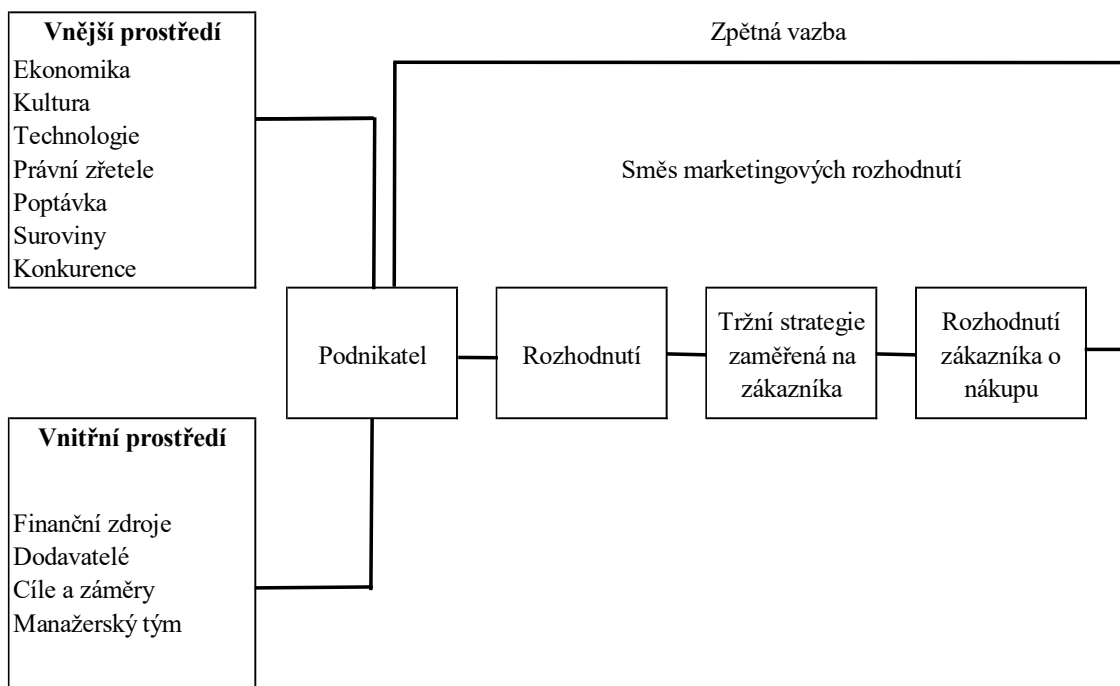 Vnější prostředí
Ekonomika
Kultura
Technologie
Právní zřetele
Poptávka
Suroviny
Konkurence
Zpětná vazba
Směs marketingových rozhodnutí
Podnikatel
Rozhodnutí
Tržní strategie
zaměřená na
zákazníka
Rozhodnutí
zákazníka o
nákupu
Vnitřní prostředí
Finanční zdroje
Dodavatelé
Cíle a záměry
Manažerský tým